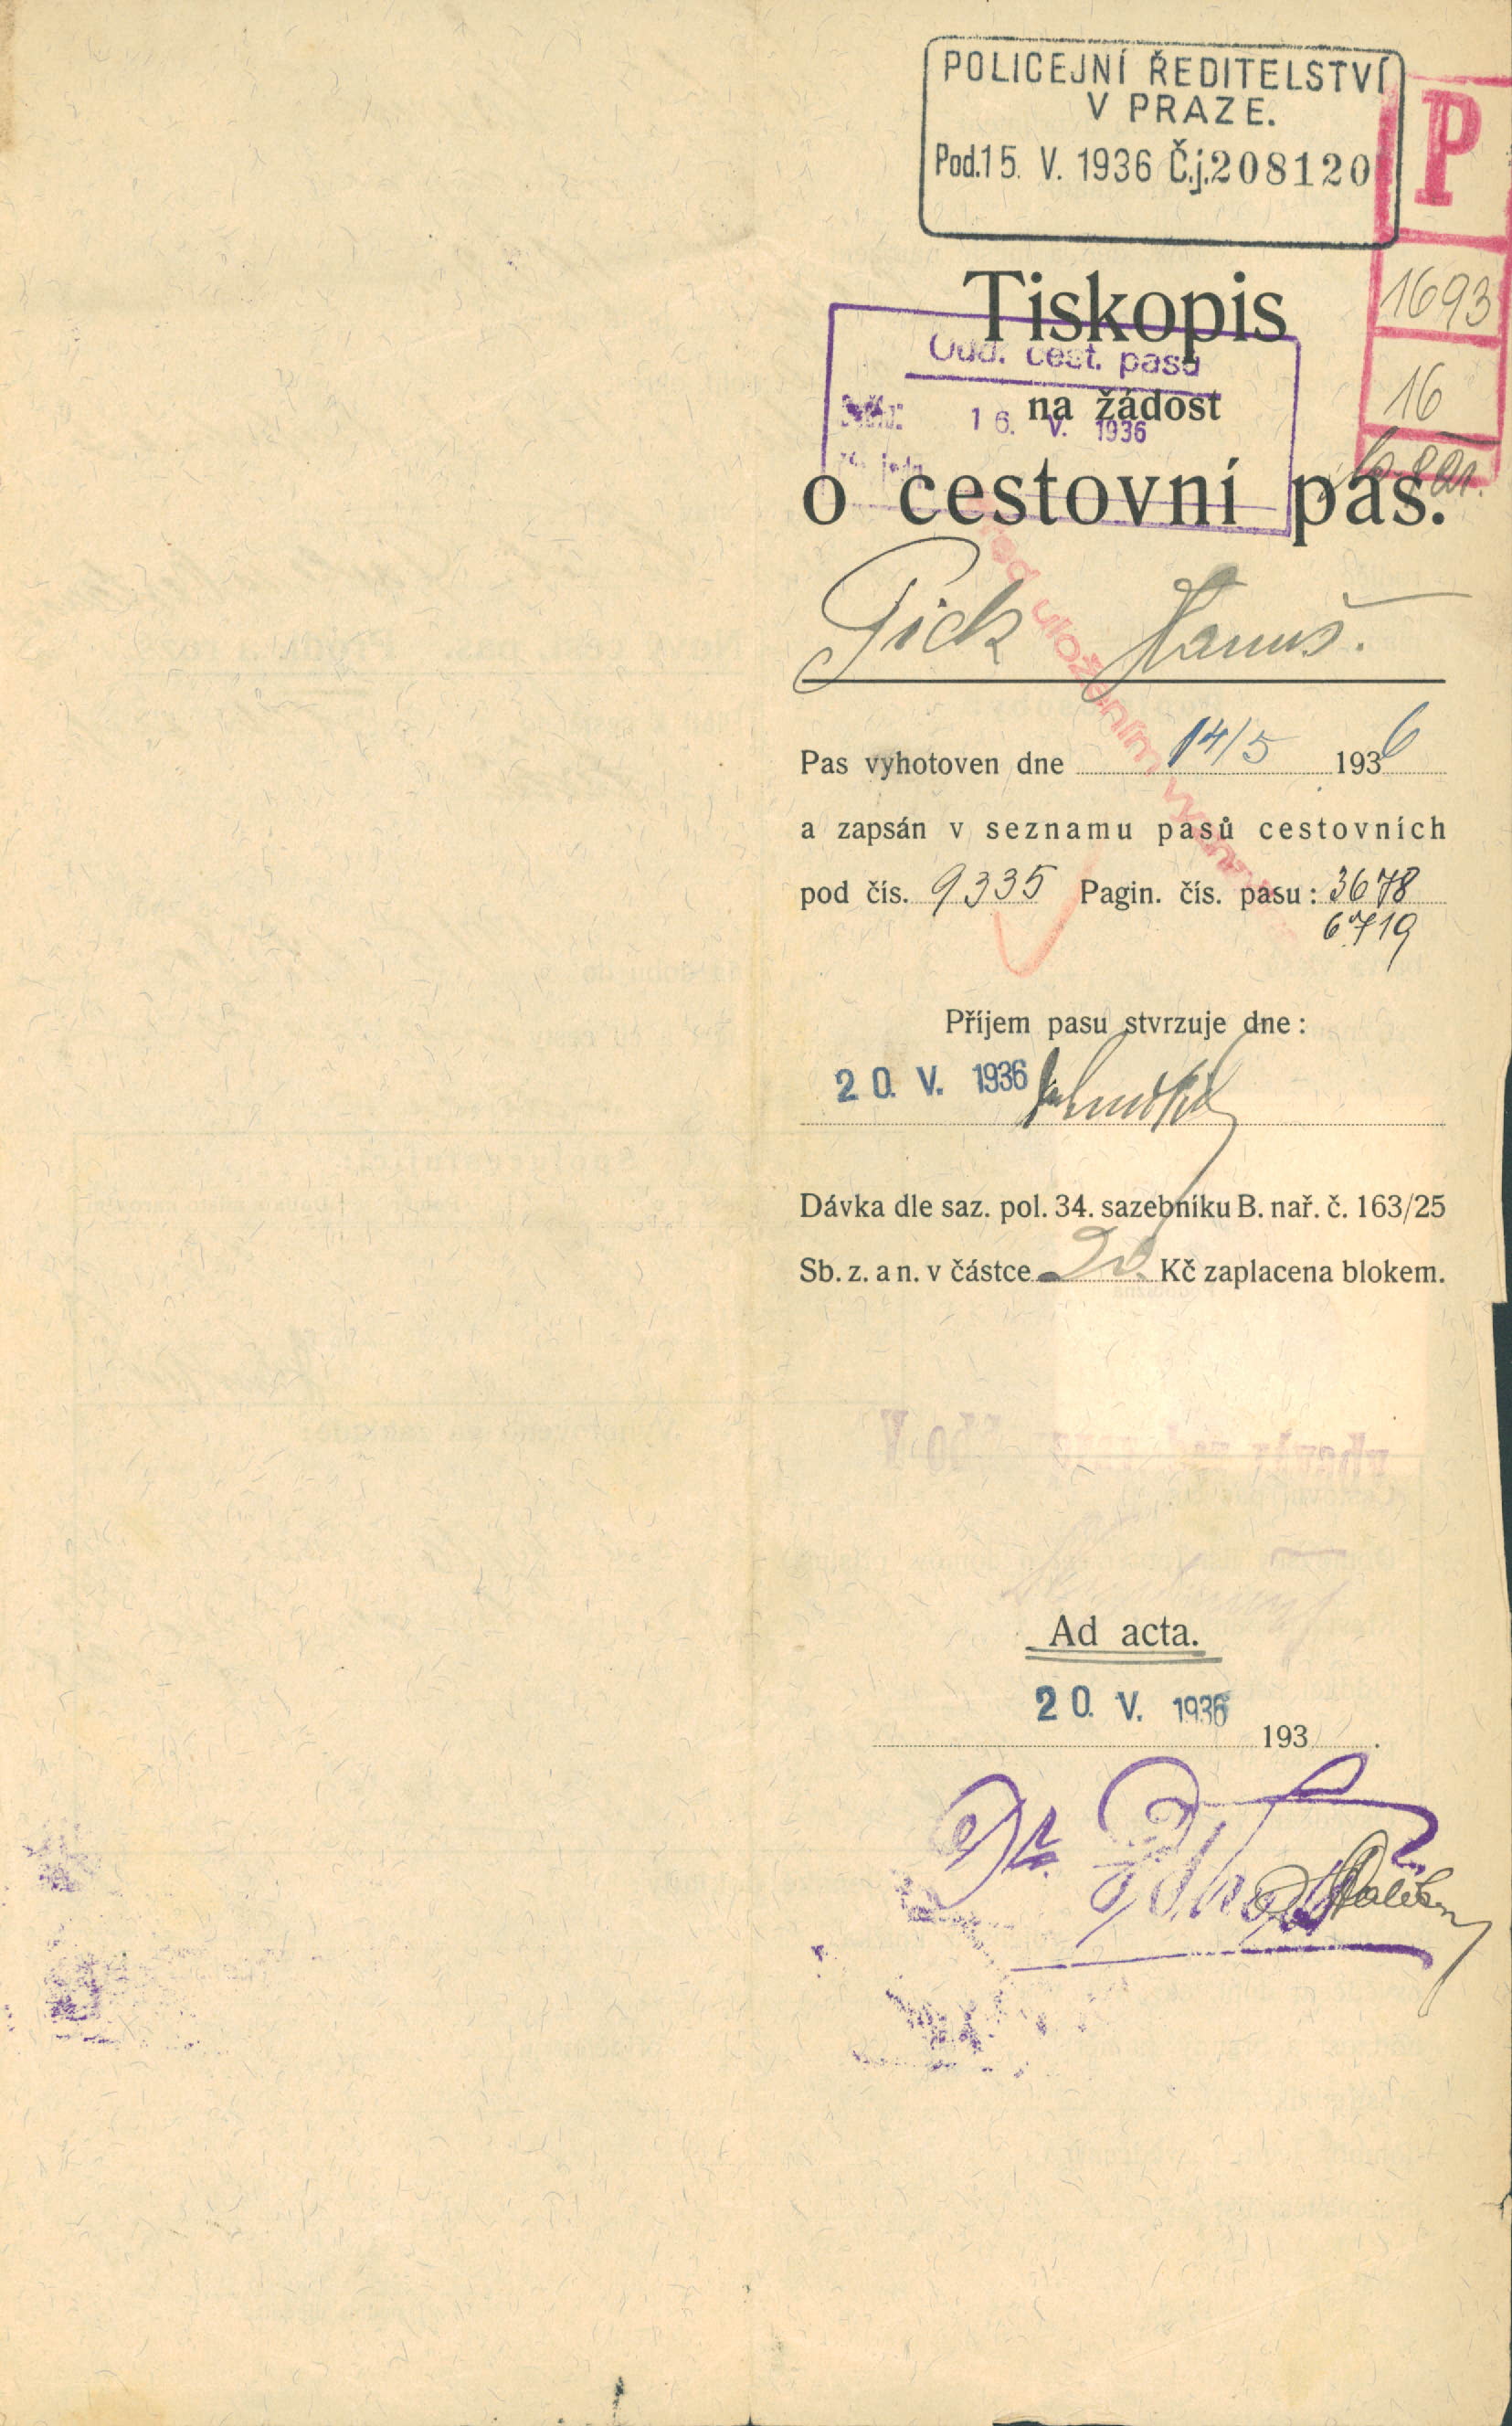 POLICEJNÍ ŘEDITELSTVÍ
V PRAZE.
Pod.15. V. 1936 Č.j.208120
P
1693
16
Tiskopis
Odd. cest. pasů
na žádost
16. V. 1936
o cestovní pas.
Pick Hanuš.
před uložením
Pas vyhotoven dne 14/5 1936
a zapsán v seznamu pasů cestovních
pod čís. 9335 Pagin. čís. pasu: 3678
6719
Příjem pasu stvrzuje dne:
20. V. 1936
Dávka dle saz. pol. 34. sazebníku B. nař. č. 163/25
Sb. z. a n. v částce 20.- Kč zaplacena blokem.
Ad acta.
20. V. 1936
193 .
Dr.